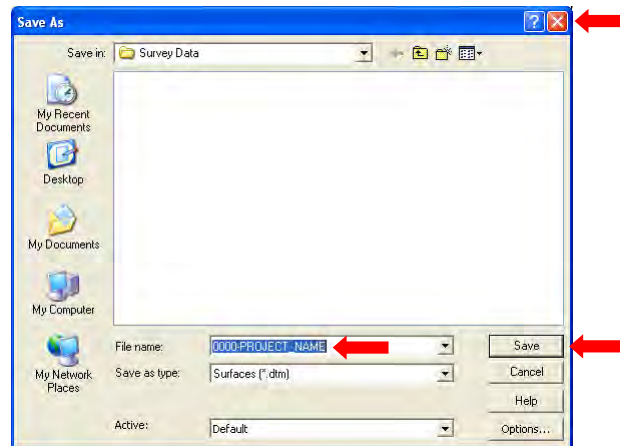 Save As
Save in:
Survey Data
My Recent
Documents
Desktop
My Documents
My Computer
My Network
Places
File name:
0000-PROJECT_NAME
Save
Save as type:
Surfaces (*.dtm)
Cancel
Help
Active:
Default
Options...